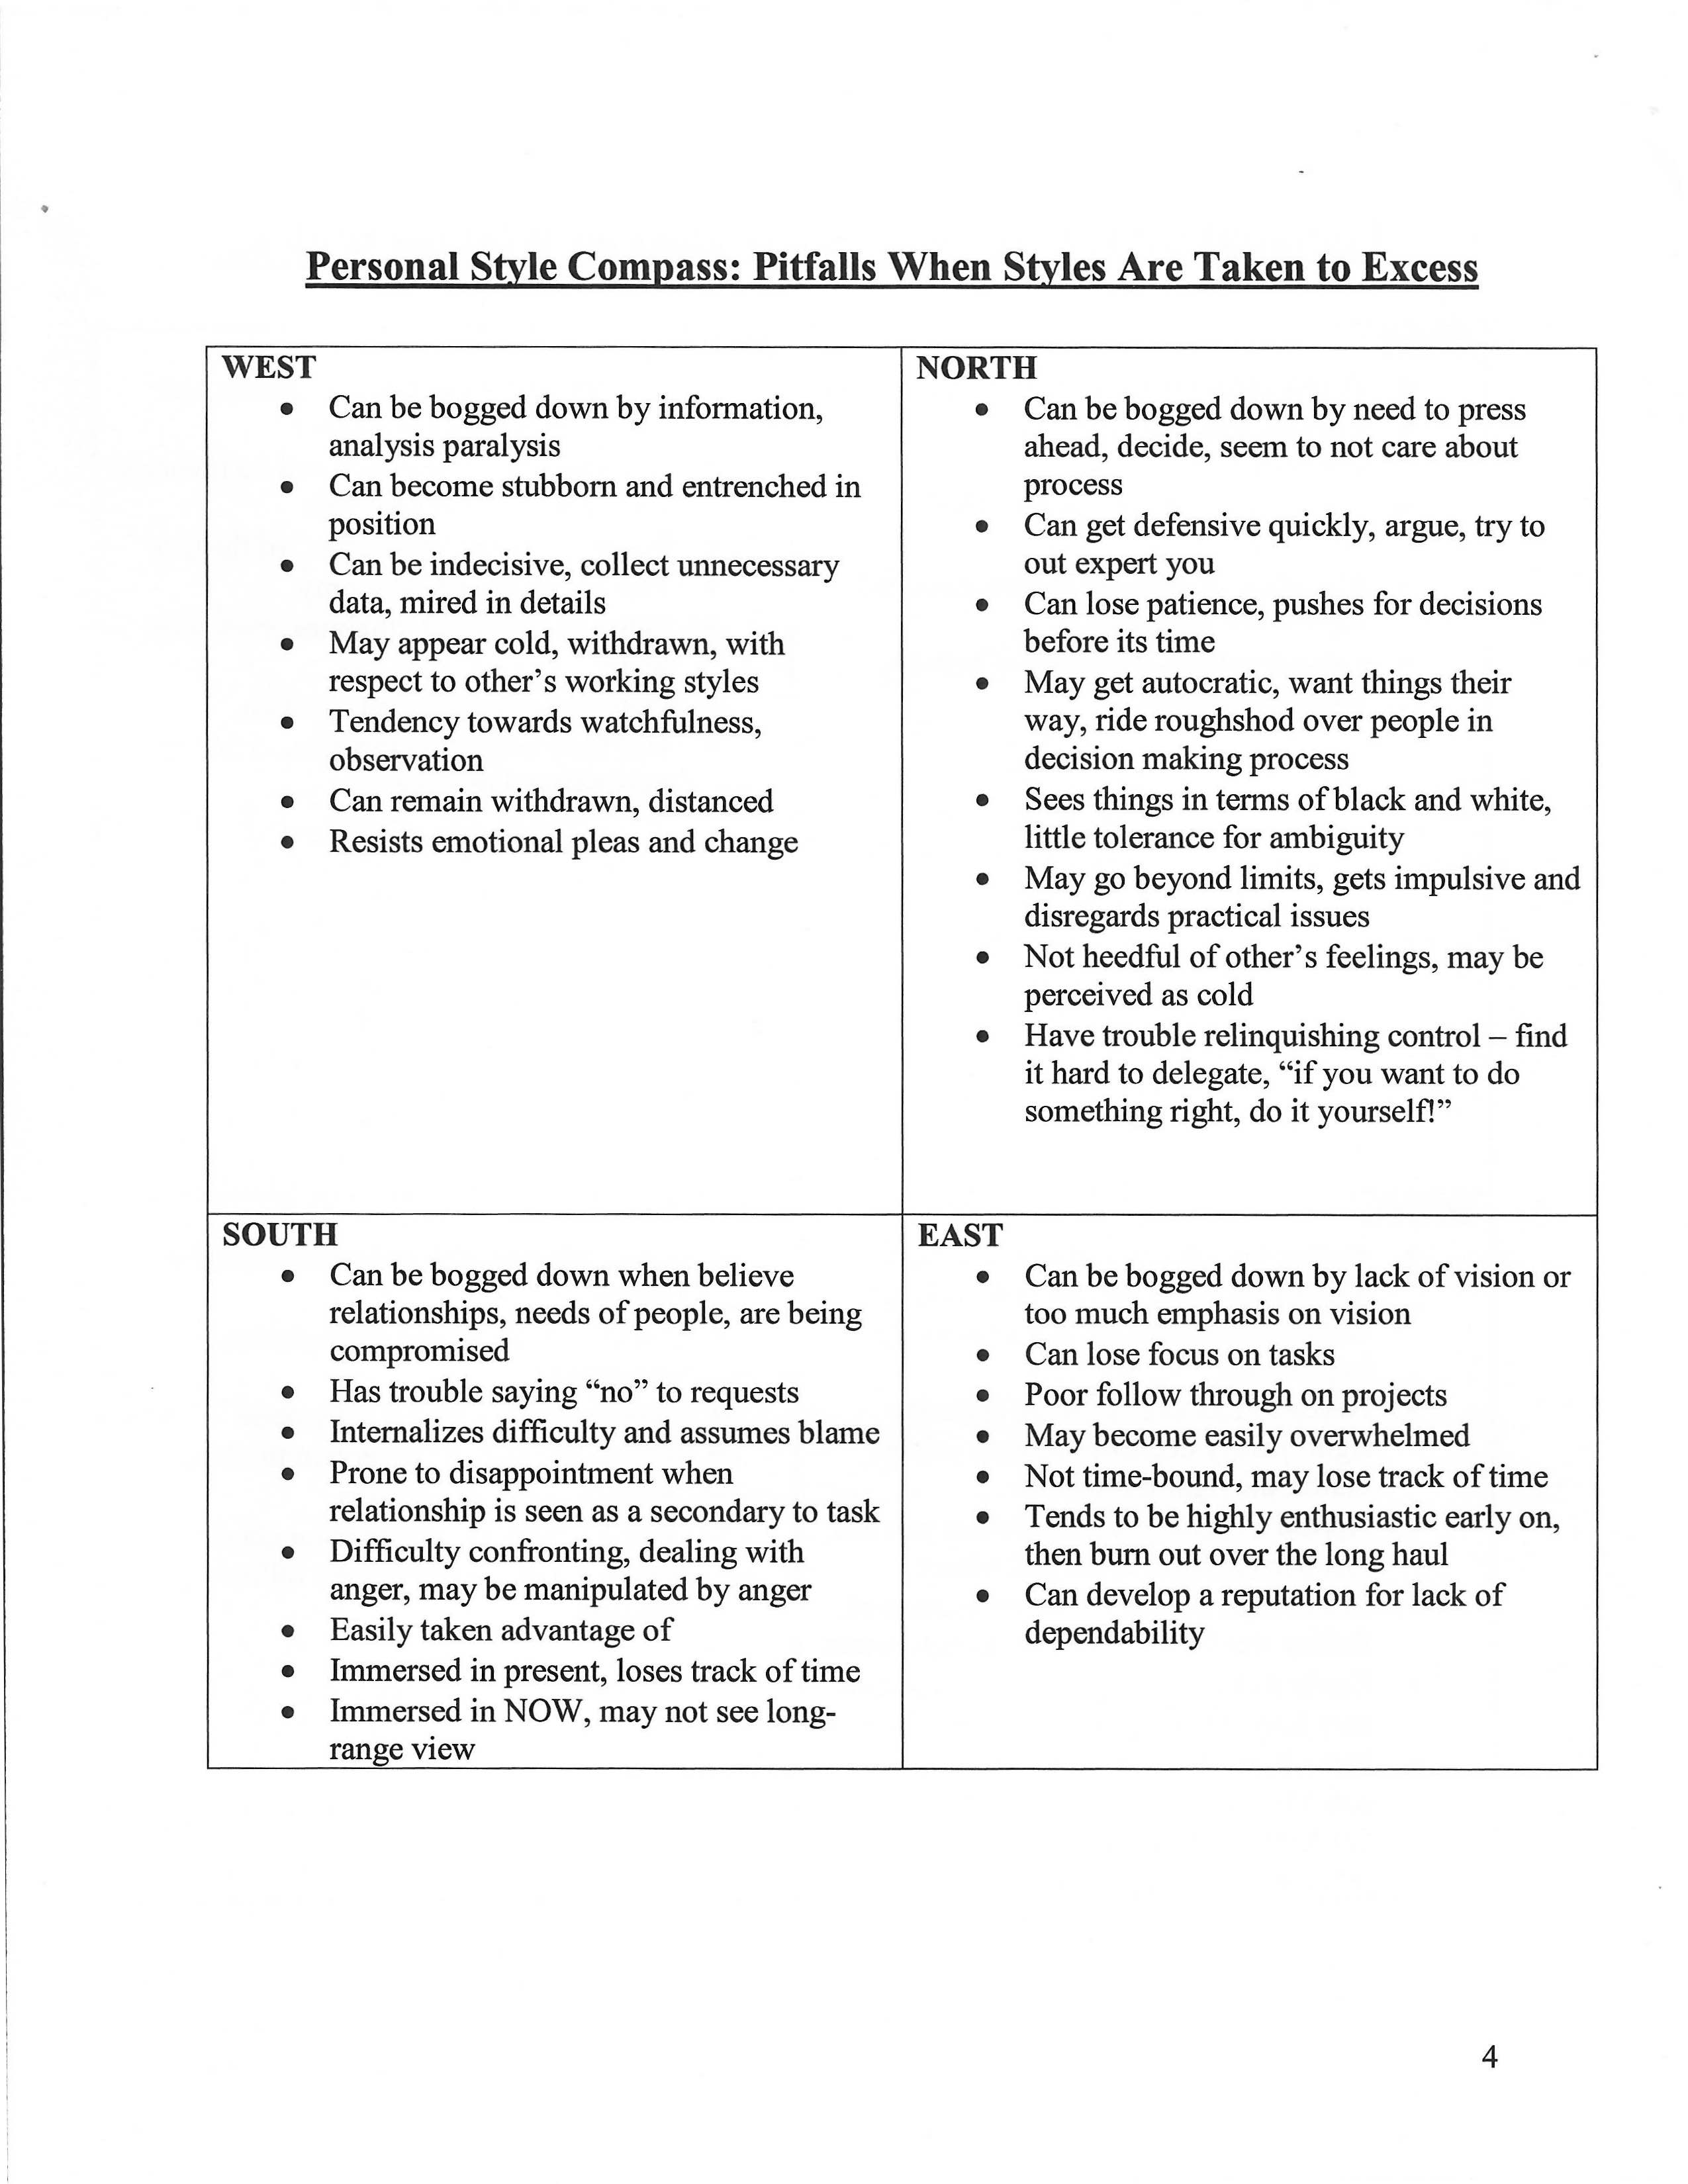 Personal Style Compass: Pitfalls When Styles Are Taken to Excess
WEST
• Can be bogged down by information,
analysis paralysis
• Can become stubborn and entrenched in
position
• Can be indecisive, collect unnecessary
data, mired in details
• May appear cold, withdrawn, with
respect to other's working styles
• Tendency towards watchfulness,
observation
• Can remain withdrawn, distanced
• Resists emotional pleas and change
NORTH
• Can be bogged down by need to press
ahead, decide, seem to not care about
process
• Can get defensive quickly, argue, try to
out expert you
• Can lose patience, pushes for decisions
before its time
• May get autocratic, want things their
way, ride roughshod over people in
decision making process
• Sees things in terms of black and white,
little tolerance for ambiguity
• May go beyond limits, gets impulsive and
disregards practical issues
• Not heedful of other's feelings, may be
perceived as cold
• Have trouble relinquishing control – find
it hard to delegate, “if you want to do
something right, do it yourself!”
SOUTH
• Can be bogged down when believe
relationships, needs of people, are being
compromised
• Has trouble saying “no” to requests
• Internalizes difficulty and assumes blame
• Prone to disappointment when
relationship is seen as a secondary to task
• Difficulty confronting, dealing with
anger, may be manipulated by anger
• Easily taken advantage of
• Immersed in present, loses track of time
• Immersed in NOW, may not see long-
range view
EAST
• Can be bogged down by lack of vision or
too much emphasis on vision
• Can lose focus on tasks
• Poor follow through on projects
• May become easily overwhelmed
• Not time-bound, may lose track of time
• Tends to be highly enthusiastic early on,
then burn out over the long haul
• Can develop a reputation for lack of
dependability
4